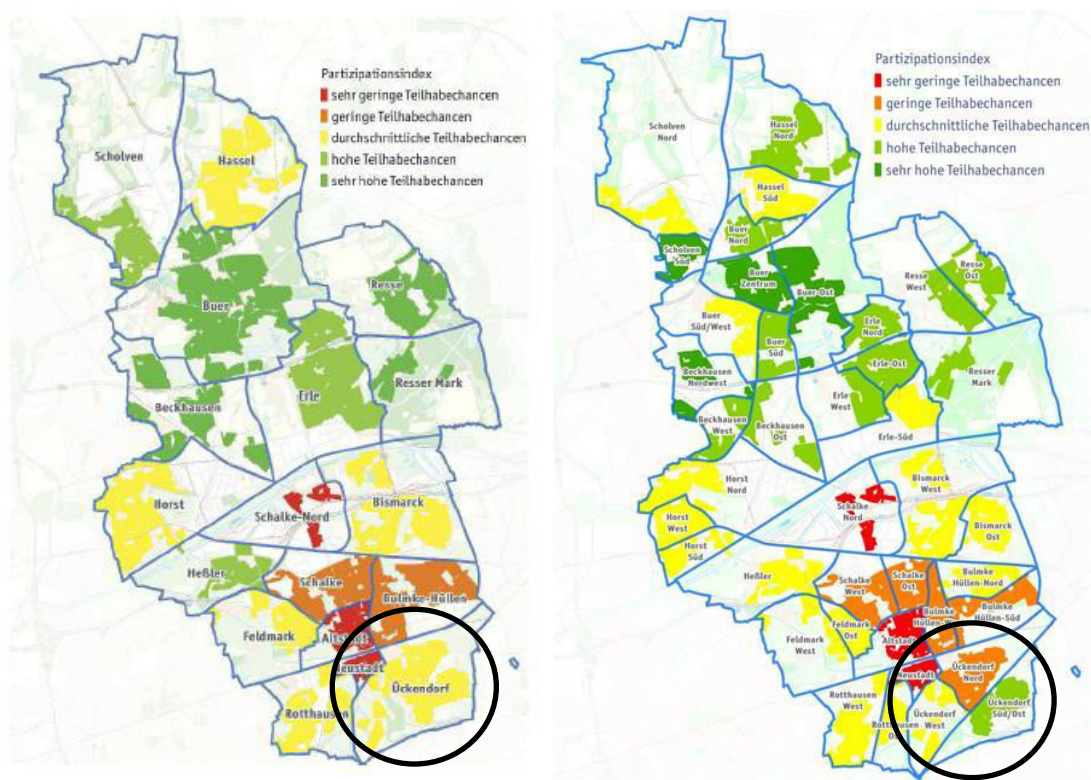 Partizipationsindex
sehr geringe Teilhabechancen
geringe Teilhabechancen
durchschnittliche Teilhabechancen
hohe Teilhabechancen
sehr hohe Teilhabechancen
Scholven
Hassel
Buer
Resse
Resser Mark
Erle
Beckhausen
Horst
Schalke-Nord
Bismarck
Heßler
Schalke
Bulmke-Hüllen
Feldmark
Altstadt
Neustadt
Ückendorf
Rotthausen
Partizipationsindex
sehr geringe Teilhabechancen
geringe Teilhabechancen
durchschnittliche Teilhabechancen
hohe Teilhabechancen
sehr hohe Teilhabechancen
Scholven
Nord
Hassel
Nord
Hassel
Süd
Buer
Nord
Scholven
Süd
Buer
Zentrum
Buer-Ost
Resse
West
Resse
Ost
Buer
Süd/West
Buer
Süd
Erle
Nord
Erle-Ost
Resser
Mark
Beckhausen
Nordwest
Erle
West
Beckhausen
West
Beckhausen
Ost
Erle-Süd
Horst
Nord
Bismarck
West
Schalke
Nord
Horst
West
Bismarck
Ost
Horst
Süd
Heßler
Schalke
West
Schalke
Ost
Bulmke
Hüllen-Nord
Bulmke
Bulmke
Hüllen-Süd
Feldmark
Ost
Altstadt
Feldmark
West
Neustadt
Ückendorf
Nord
Rotthausen
West
Ückendorf
West
Ückendorf
Süd/Ost
Rotthausen